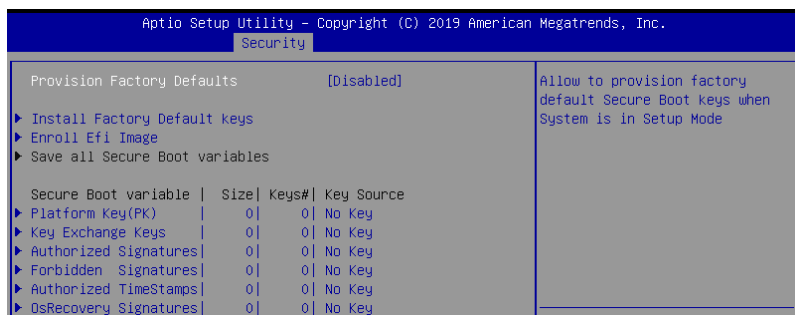 Aptio Setup Utility – Copyright (C) 2019 American Megatrends, Inc.
Security
Provision Factory Defaults [Disabled]
▶ Install Factory Default keys
▶ Enroll Efi Image
▶ Save all Secure Boot variables
Secure Boot variable | Size| Keys#| Key Source
▶ Platform Key(PK) | 0| 0| No Key
▶ Key Exchange Keys | 0| 0| No Key
▶ Authorized Signatures| 0| 0| No Key
▶ Forbidden Signatures| 0| 0| No Key
▶ Authorized TimeStamps| 0| 0| No Key
▶ OsRecovery Signatures| 0| 0| No Key
Allow to provision factory
default Secure Boot keys when
System is in Setup Mode